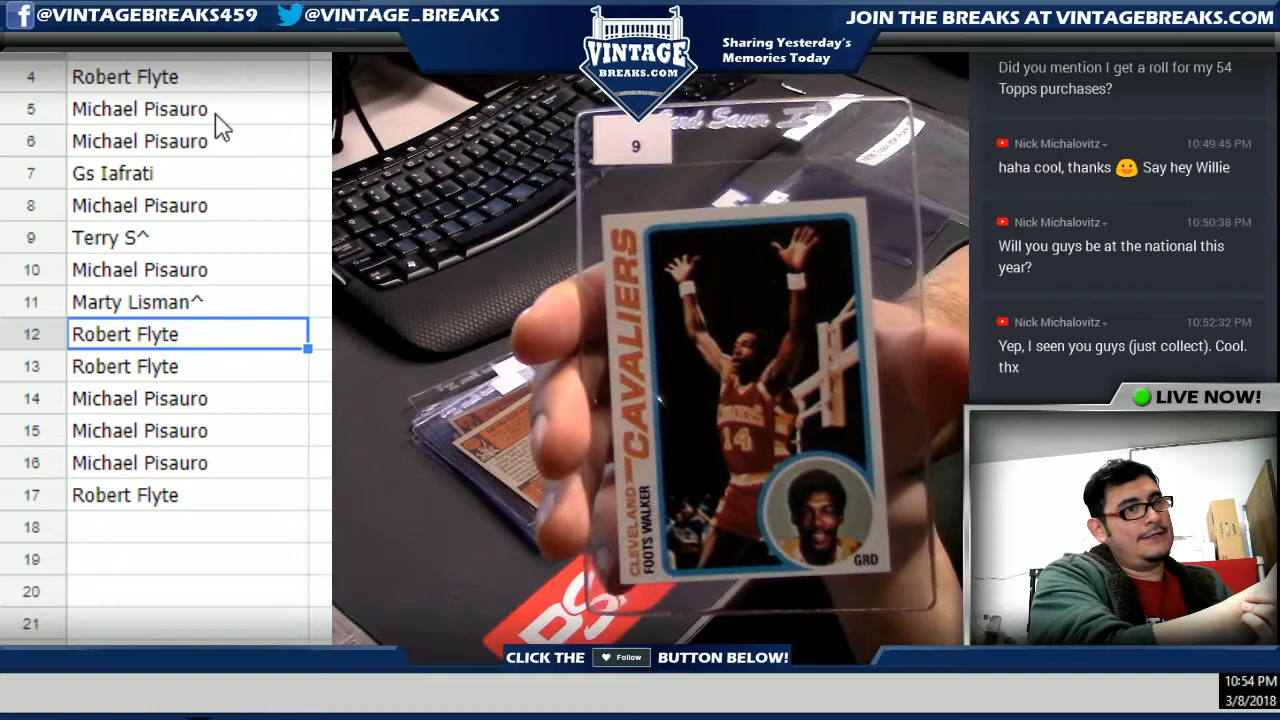 @VINTAGEBREAKS459
@VINTAGE_BREAKS
VINTAGE
BREAKS.COM
Sharing Yesterday's
Memories Today
JOIN THE BREAKS AT VINTAGEBREAKS.COM
4 Robert Flyte
5 Michael Pisauro
6 Michael Pisauro
7 Gs Iafrati
8 Michael Pisauro
9 Terry S^
10 Michael Pisauro
11 Marty Lisman^
12 Robert Flyte
13 Robert Flyte
14 Michael Pisauro
15 Michael Pisauro
16 Michael Pisauro
17 Robert Flyte
18
19
20
21
Card Saver I
9
CLEVELAND CAVALIERS
FOOTS WALKER
14
GRD
Did you mention I get a roll for my 54
Topps purchases?
Nick Michalovitz 10:49:45 PM
haha cool, thanks Say hey Willie
Nick Michalovitz 10:50:38 PM
Will you guys be at the national this
year?
Nick Michalovitz 10:52:32 PM
Yep, I seen you guys (just collect). Cool.
thx
LIVE NOW!
CLICK THE Follow BUTTON BELOW!
10:54 PM
3/8/2018